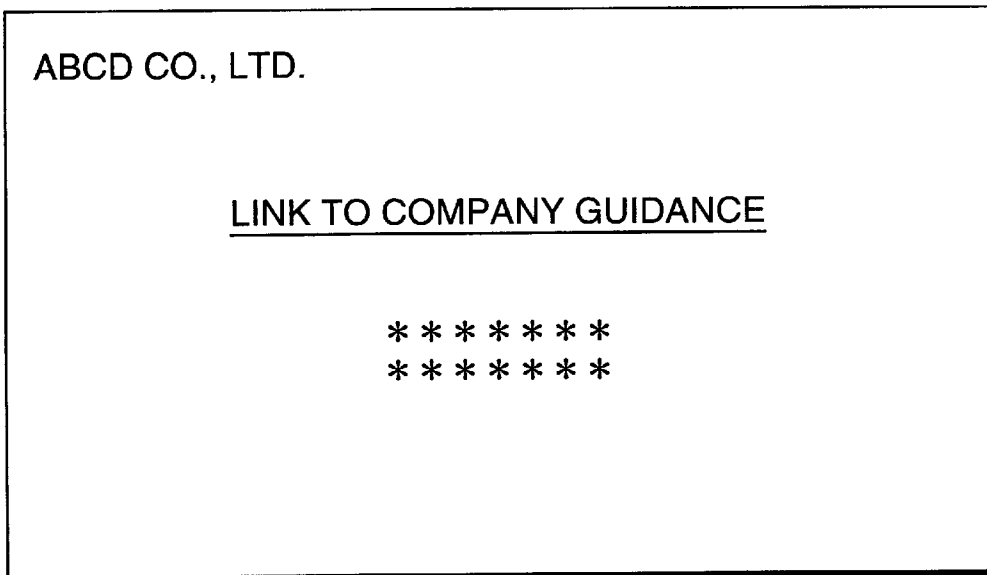 ABCD CO., LTD.
LINK TO COMPANY GUIDANCE
* * * * * * *
* * * * * * *